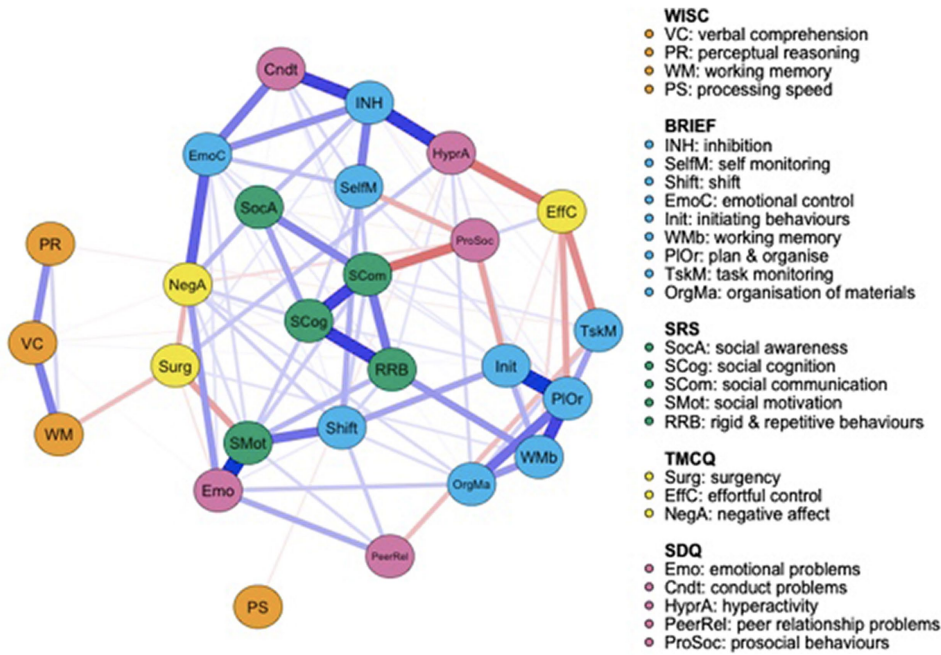 Cndt
INH
EmoC
HyprA
SelfM
SocA
EffC
ProSoc
PR
SCom
NegA
SCog
TskM
VC
Surg
RRB
Init
PlOr
Shift
WM
SMot
WMb
Emo
OrgMa
PeerRel
PS
WISC
VC: verbal comprehension
PR: perceptual reasoning
WM: working memory
PS: processing speed
BRIEF
INH: inhibition
SelfM: self monitoring
Shift: shift
EmoC: emotional control
Init: initiating behaviours
WMb: working memory
PlOr: plan & organise
TskM: task monitoring
OrgMa: organisation of materials
SRS
SocA: social awareness
SCog: social cognition
SCom: social communication
SMot: social motivation
RRB: rigid & repetitive behaviours
TMCQ
Surg: surgency
EffC: effortful control
NegA: negative affect
SDQ
Emo: emotional problems
Cndt: conduct problems
HyprA: hyperactivity
PeerRel: peer relationship problems
ProSoc: prosocial behaviours